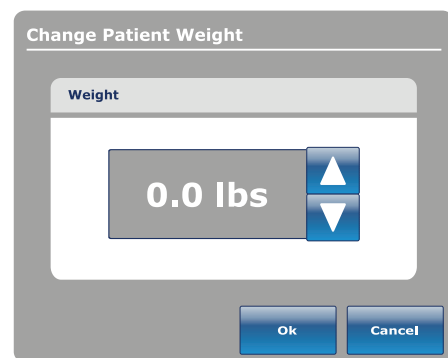 Change Patient Weight
Weight
0.0 lbs
Ok
Cancel